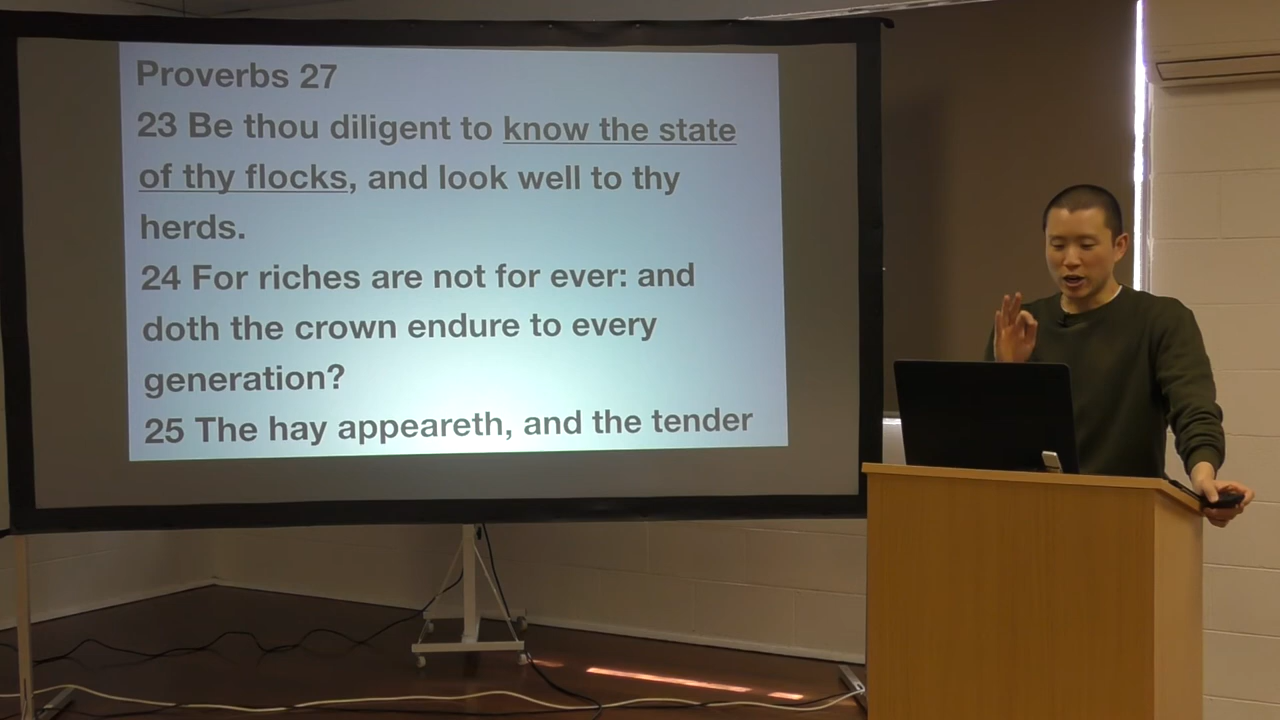 Proverbs 27
23 Be thou diligent to know the state
of thy flocks, and look well to thy
herds.
24 For riches are not for ever: and
doth the crown endure to every
generation?
25 The hay appeareth, and the tender